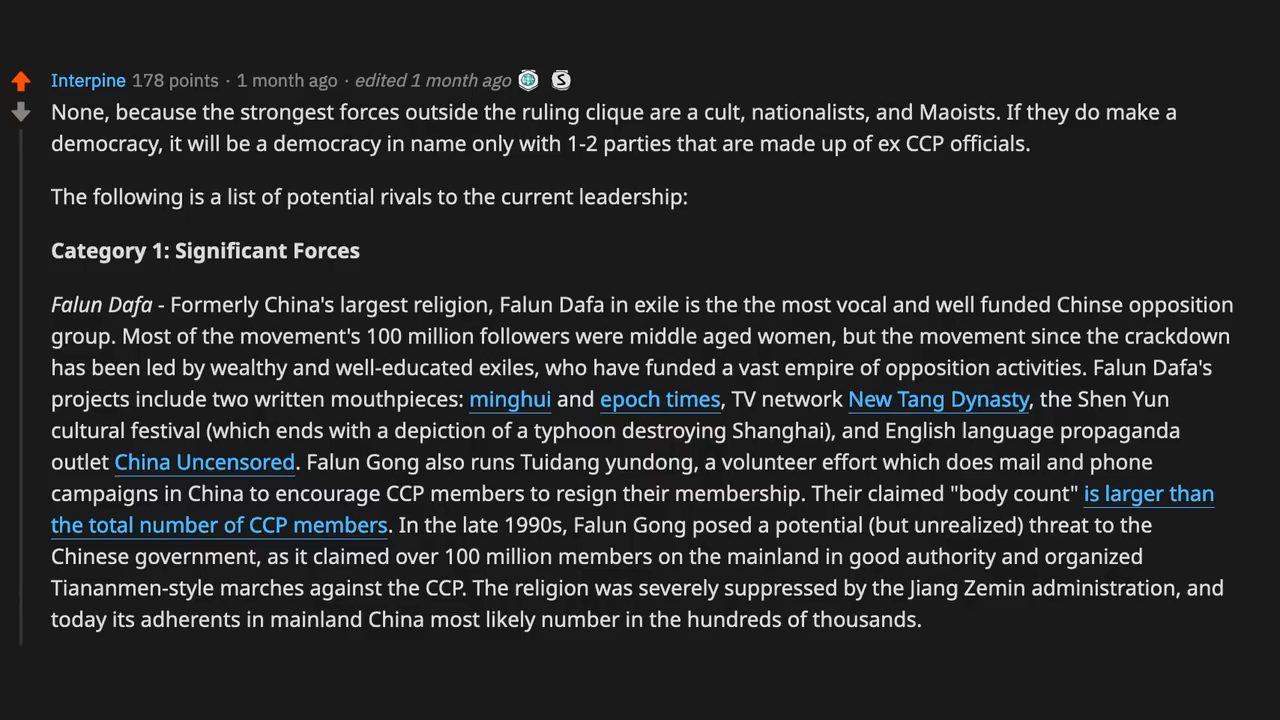 Interpine 178 points · 1 month ago · edited 1 month ago
None, because the strongest forces outside the ruling clique are a cult, nationalists, and Maoists. If they do make a
democracy, it will be a democracy in name only with 1-2 parties that are made up of ex CCP officials.
The following is a list of potential rivals to the current leadership:
Category 1: Significant Forces
Falun Dafa - Formerly China's largest religion, Falun Dafa in exile is the the most vocal and well funded Chinse opposition
group. Most of the movement's 100 million followers were middle aged women, but the movement since the crackdown
has been led by wealthy and well-educated exiles, who have funded a vast empire of opposition activities. Falun Dafa's
projects include two written mouthpieces: minghui and epoch times, TV network New Tang Dynasty, the Shen Yun
cultural festival (which ends with a depiction of a typhoon destroying Shanghai), and English language propaganda
outlet China Uncensored. Falun Gong also runs Tuidang yundong, a volunteer effort which does mail and phone
campaigns in China to encourage CCP members to resign their membership. Their claimed "body count" is larger than
the total number of CCP members. In the late 1990s, Falun Gong posed a potential (but unrealized) threat to the
Chinese government, as it claimed over 100 million members on the mainland in good authority and organized
Tiananmen-style marches against the CCP. The religion was severely suppressed by the Jiang Zemin administration, and
today its adherents in mainland China most likely number in the hundreds of thousands.